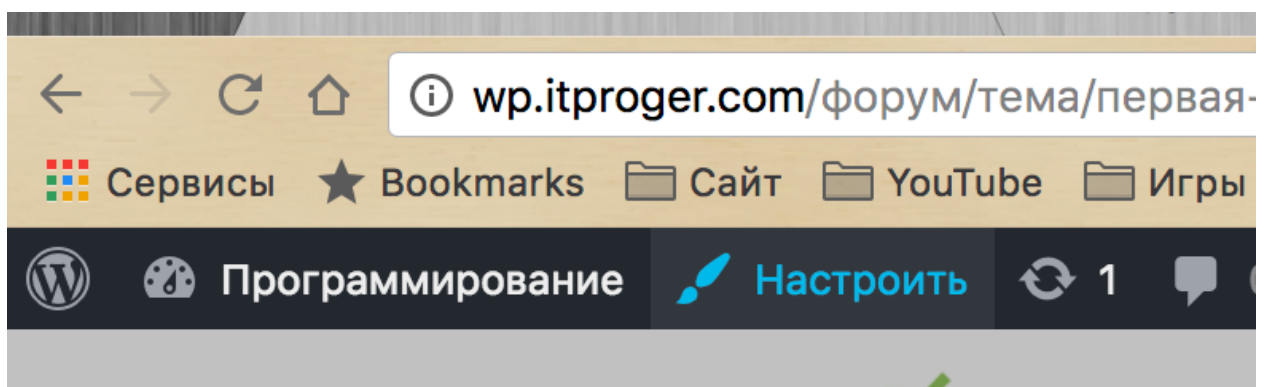 wp.itproger.com/форум/тема/первая-
Сервисы Bookmarks Сайт YouTube Игры
Программирование Настроить 1